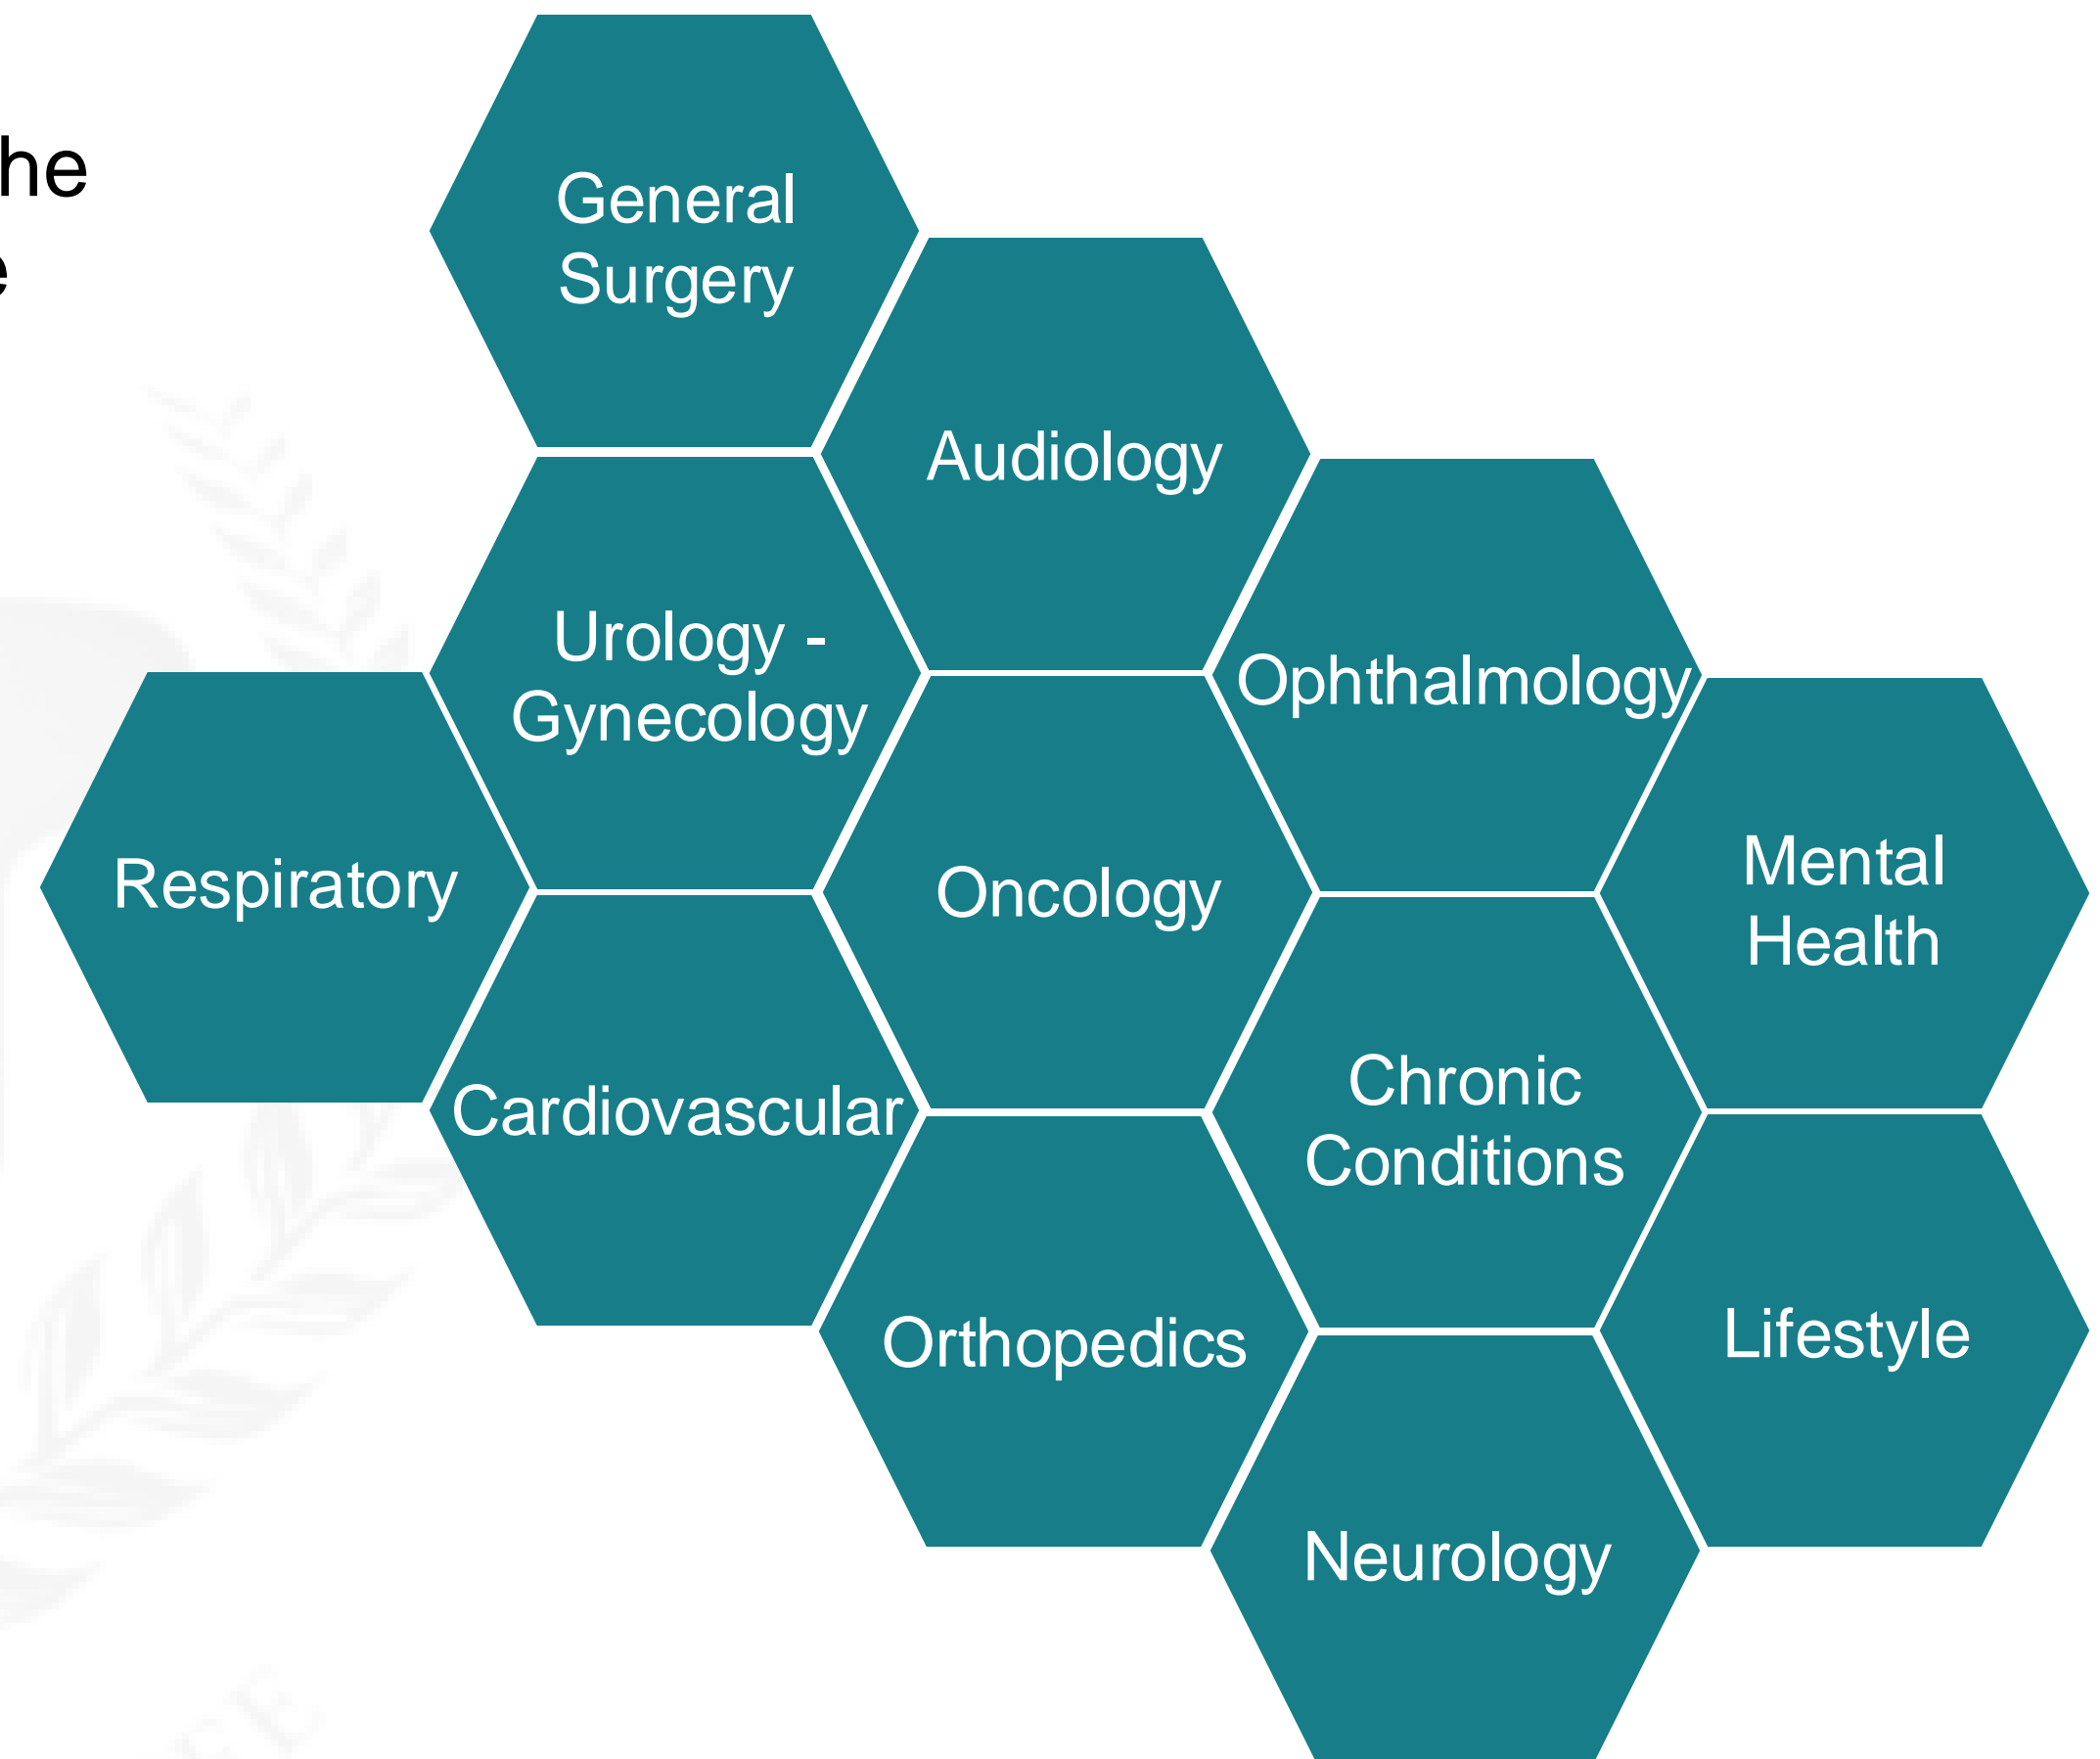 he
e
General
Surgery
Audiology
Urology -
Gynecology
Ophthalmology
Respiratory
Oncology
Mental
Health
Cardiovascular
Chronic
Conditions
Orthopedics
Lifestyle
Neurology